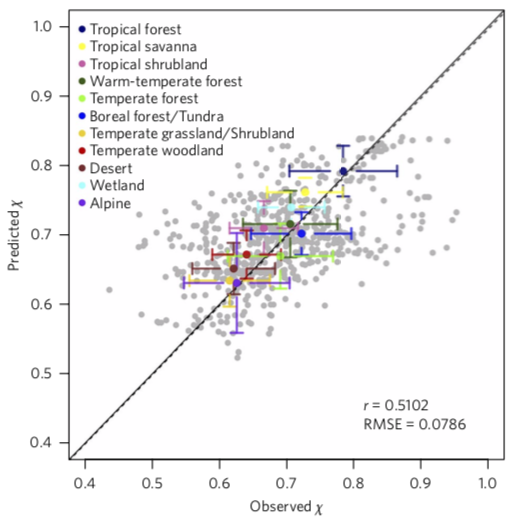 1.0
0.9
0.8
0.7
0.6
0.5
0.4
Predicted χ
Tropical forest
Tropical savanna
Tropical shrubland
Warm-temperate forest
Temperate forest
Boreal forest/Tundra
Temperate grassland/Shrubland
Temperate woodland
Desert
Wetland
Alpine
r = 0.5102
RMSE = 0.0786
0.4 0.5 0.6 0.7 0.8 0.9 1.0
Observed χ